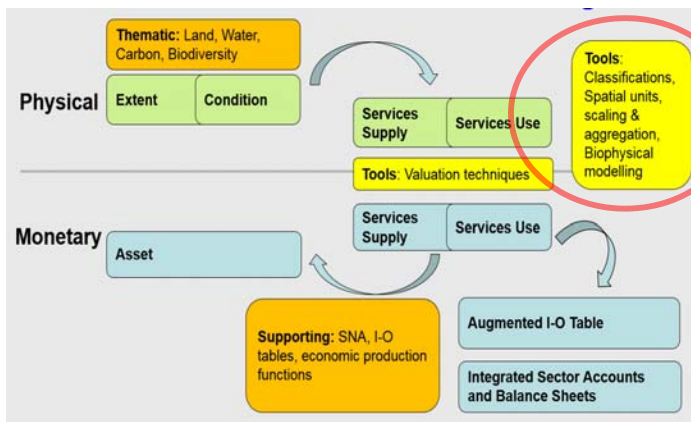 Thematic: Land, Water,
Carbon, Biodiversity
Physical
Extent
Condition
Services
Supply
Services Use
Tools:
Classifications,
Spatial units,
scaling &
aggregation,
Biophysical
modelling
Tools: Valuation techniques
Monetary
Asset
Services
Supply
Services Use
Supporting: SNA, I-O
tables, economic production
functions
Augmented I-O Table
Integrated Sector Accounts
and Balance Sheets